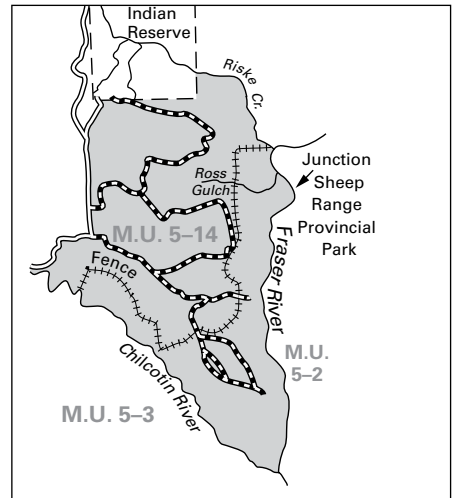 Indian
Reserve
Riske Cr.
Ross
Gulch
Junction
Sheep
Range
Provincial
Park
M.U. 5–14
Fraser River
Fence
M.U.
5–2
Chilcotin River
M.U. 5–3